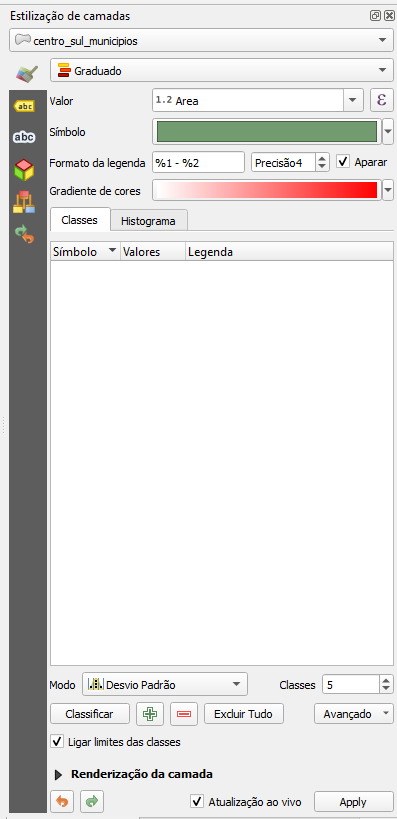 Estilização de camadas
centro_sul_municipios
Graduado
abc
Valor 1.2 Area ε
abc
Símbolo
Formato da legenda %1 - %2 Precisão4 Aparar
Gradiente de cores
Classes Histograma
Símbolo Valores Legenda
Modo Desvio Padrão Classes 5
Classificar Excluir Tudo Avançado
Ligar limites das classes
Renderização da camada
Atualização ao vivo Apply